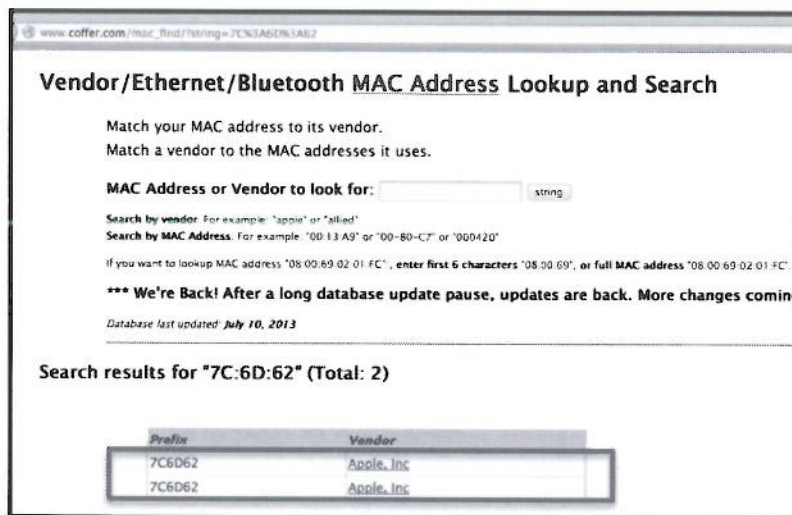 www.coffer.com/mac_find/?string=7C%3A6D%3A62
Vendor/Ethernet/Bluetooth MAC Address Lookup and Search
Match your MAC address to its vendor.
Match a vendor to the MAC addresses it uses.
MAC Address or Vendor to look for: string
Search by vendor. For example: "apple" or "allied"
Search by MAC Address. For example: "00:13:A9" or "00-80-C7" or "000420"
If you want to lookup MAC address "08:00:69:02:01:FC", enter first 6 characters "08:00:69", or full MAC address "08:00:69:02:01:FC".
*** We're Back! After a long database update pause, updates are back. More changes comin
Database last updated: July 10, 2013
Search results for "7C:6D:62" (Total: 2)
Prefix Vendor
7C6D62 Apple, Inc
7C6D62 Apple, Inc